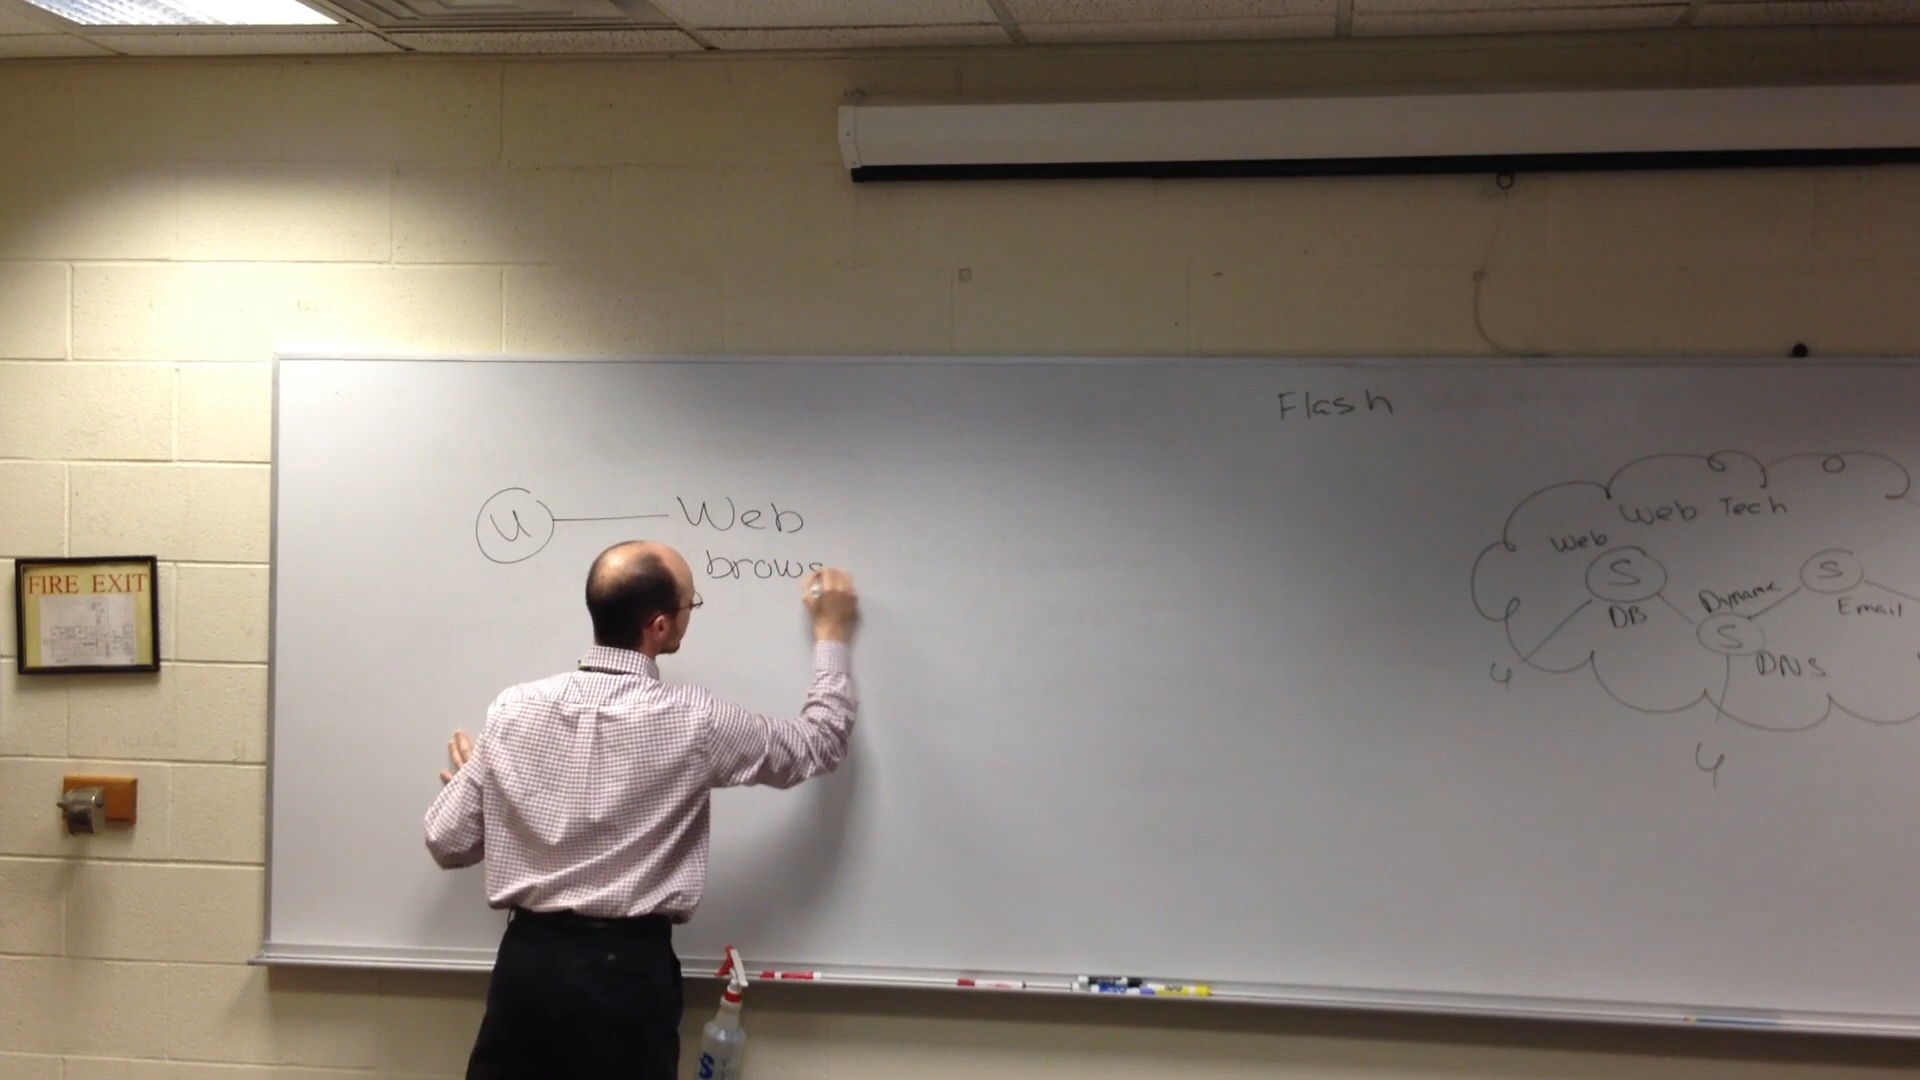 Flash
U Web
brows
Web Tech
Web
S
S
DB
Dynamic
Email
S
DNS
u
u
FIRE EXIT
S